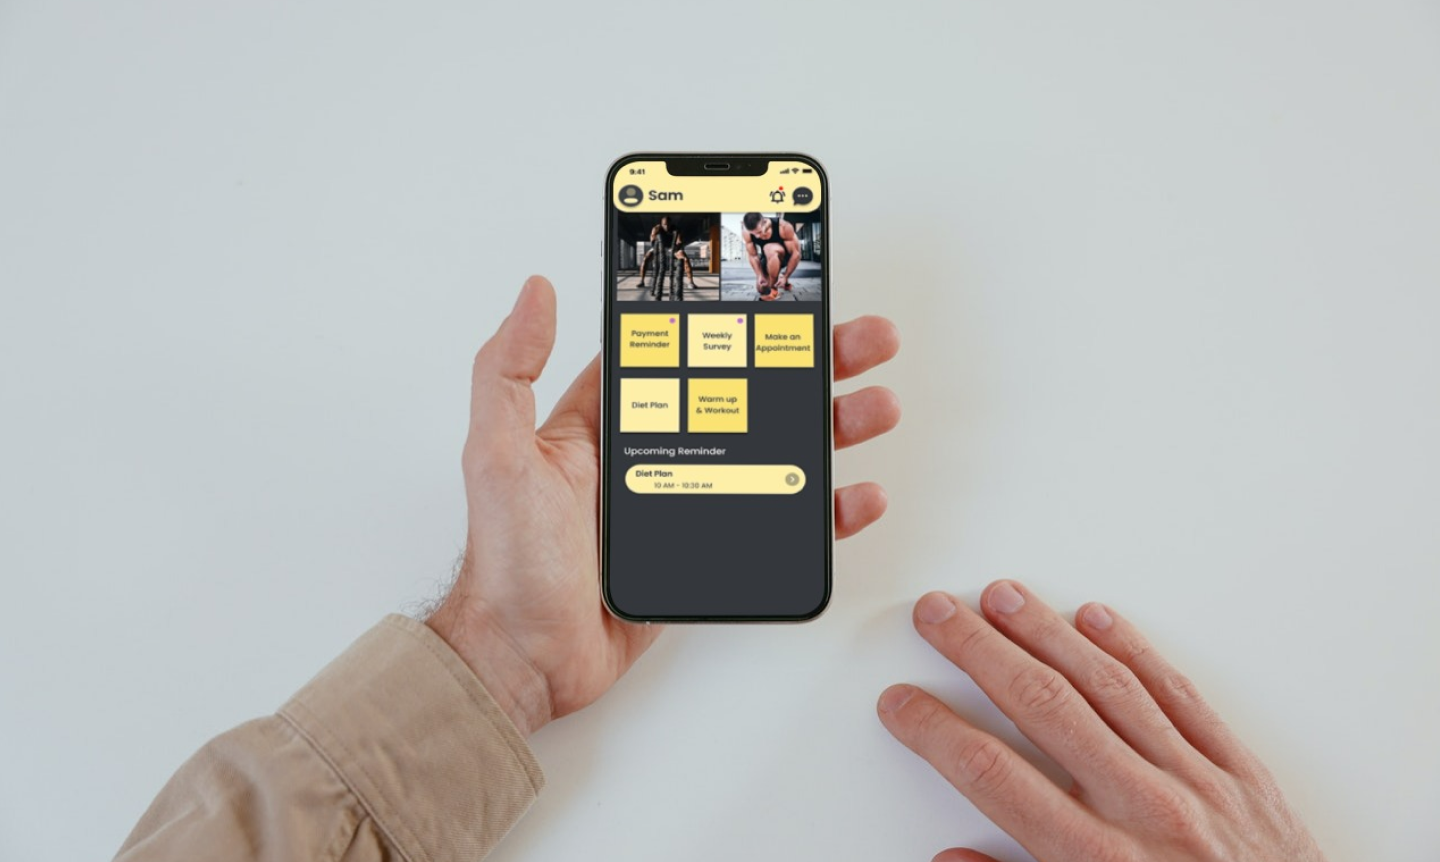 9:41
Sam
Payment
Reminder
Weekly
Survey
Make an
Appointment
Diet Plan
Warm up
& Workout
Upcoming Reminder
Diet Plan
10 AM - 10:30 AM